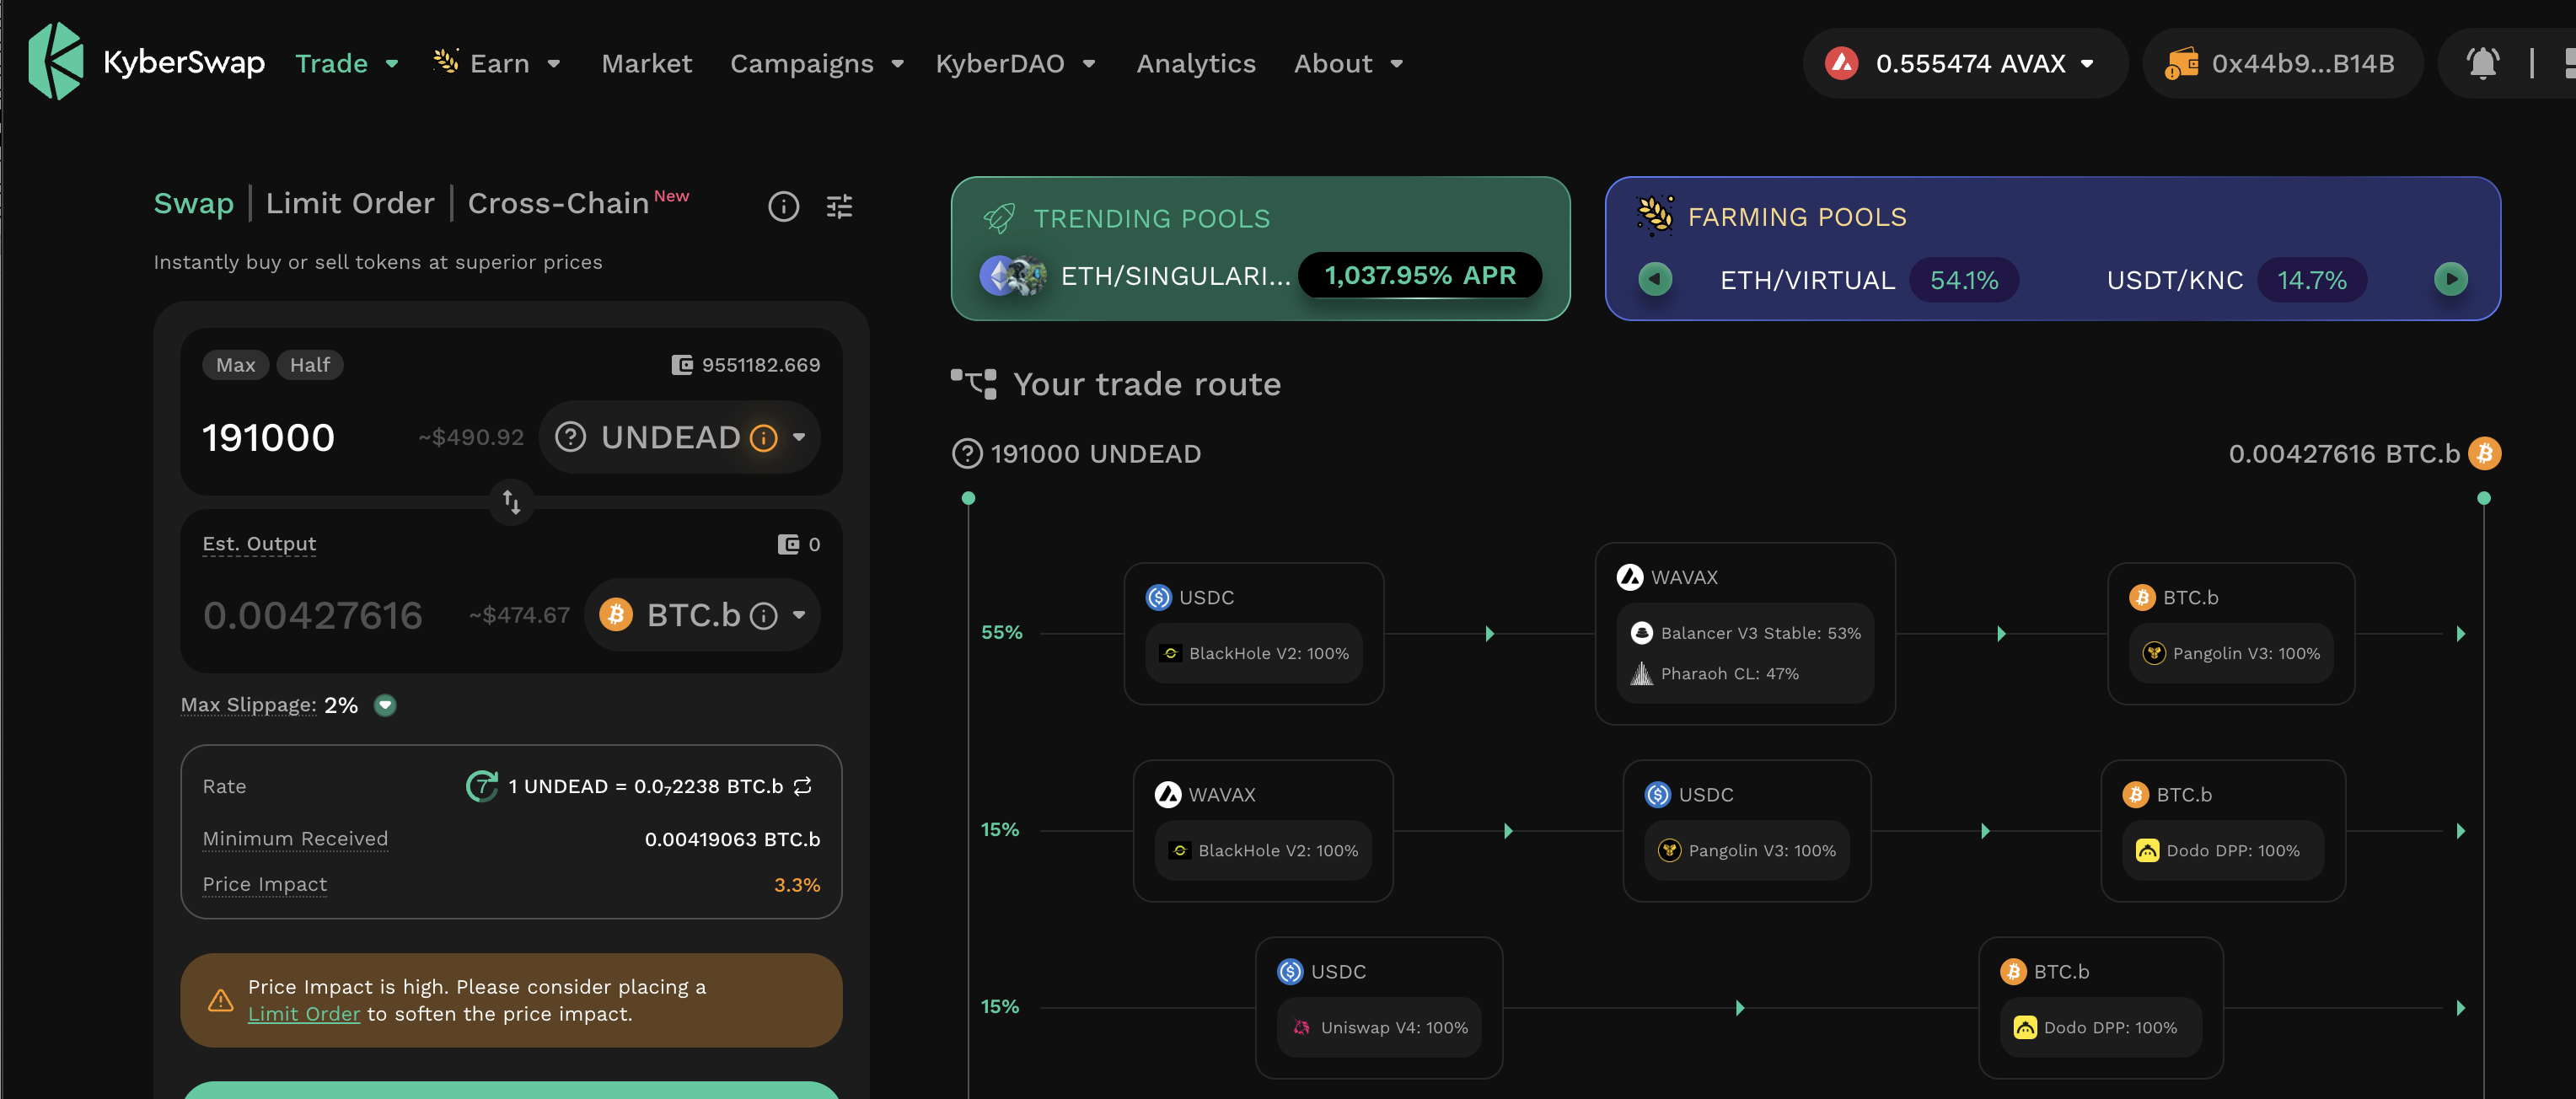 KyberSwap Trade Earn Market Campaigns KyberDAO Analytics About 0.555474 AVAX 0x44b9...B14B
Swap | Limit Order | Cross-Chain New
Instantly buy or sell tokens at superior prices
Max Half 9551182.669
191000 ~$490.92 UNDEAD
Est. Output 0
0.00427616 ~$474.67 BTC.b
Max Slippage: 2%
Rate 7 1 UNDEAD = 0.0₇2238 BTC.b
Minimum Received 0.00419063 BTC.b
Price Impact 3.3%
Price Impact is high. Please consider placing a
Limit Order to soften the price impact.
TRENDING POOLS
ETH/SINGULARI... 1,037.95% APR
FARMING POOLS
ETH/VIRTUAL 54.1% USDT/KNC 14.7%
Your trade route
191000 UNDEAD 0.00427616 BTC.b
55%
USDC
BlackHole V2: 100%
WAVAX
Balancer V3 Stable: 53%
Pharaoh CL: 47%
BTC.b
Pangolin V3: 100%
15%
WAVAX
BlackHole V2: 100%
USDC
Pangolin V3: 100%
BTC.b
Dodo DPP: 100%
15%
USDC
Uniswap V4: 100%
BTC.b
Dodo DPP: 100%